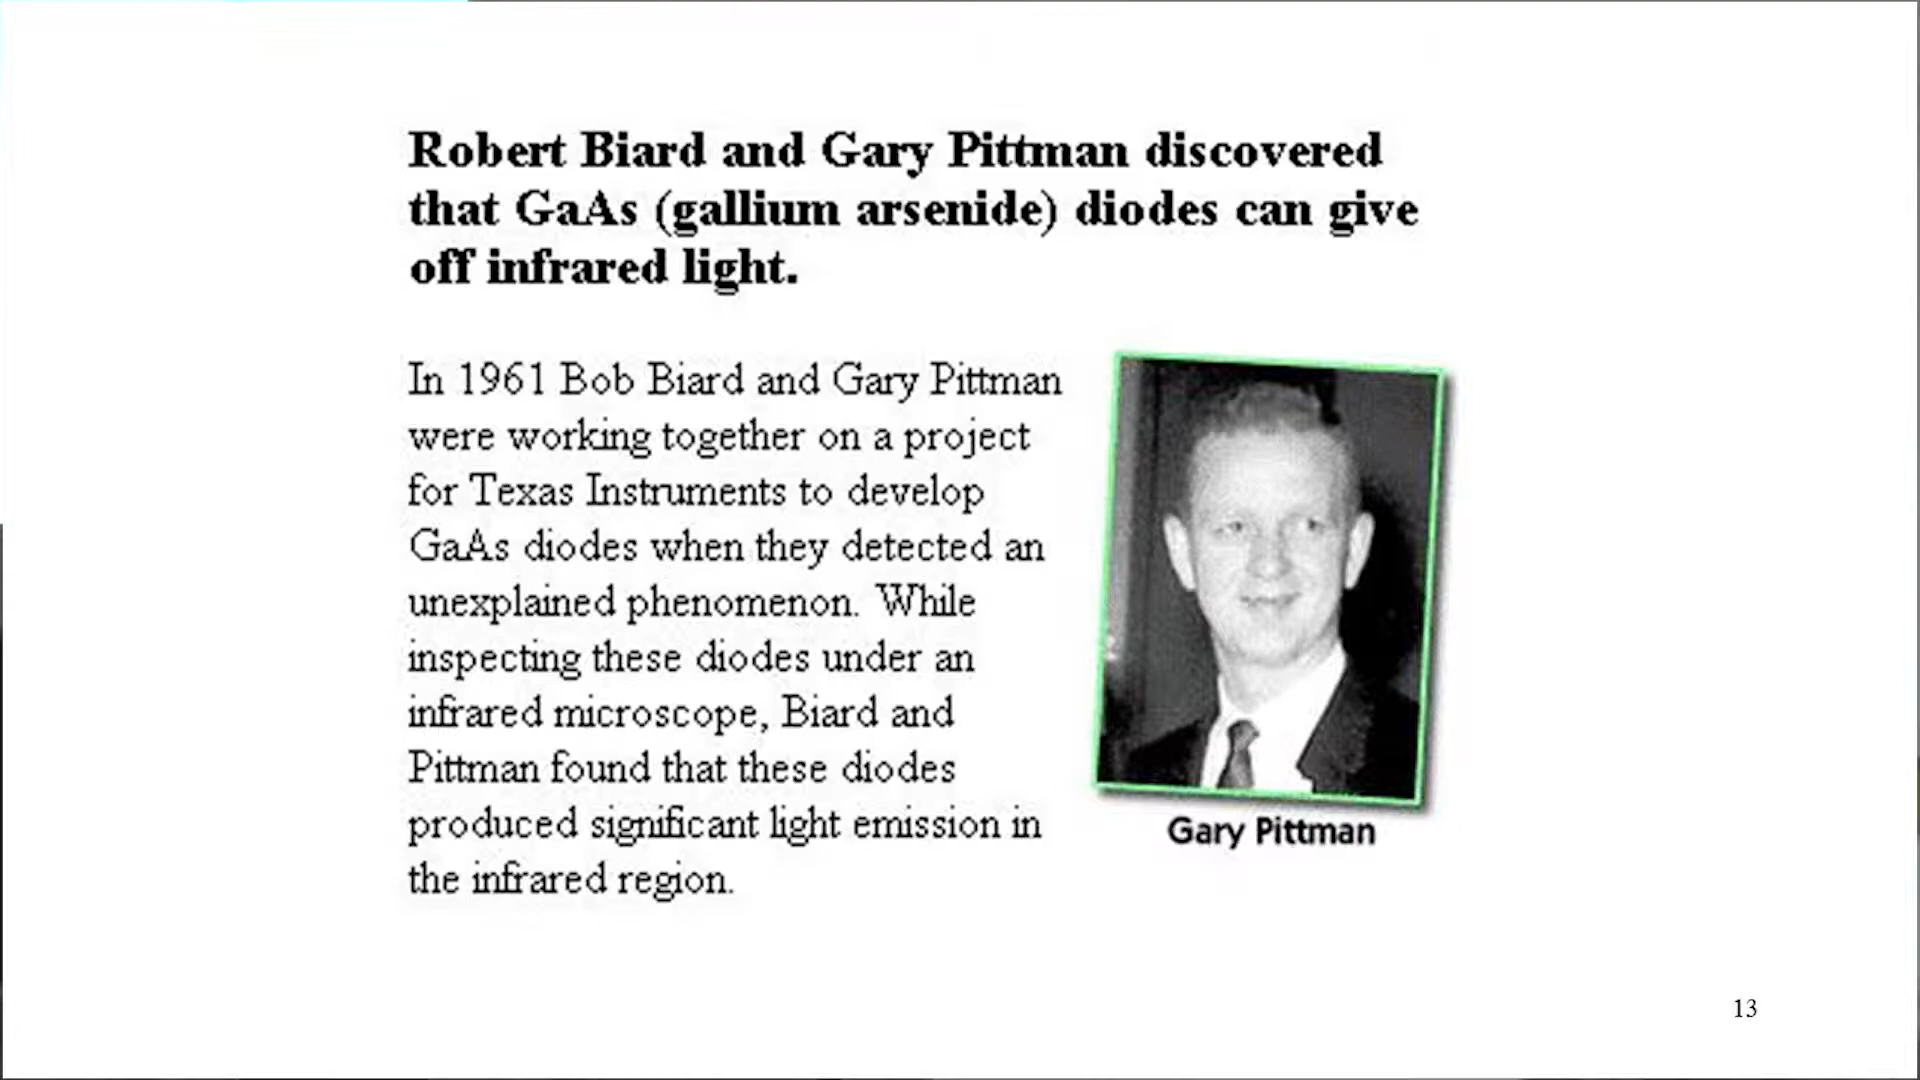 Robert Biard and Gary Pittman discovered
that GaAs (gallium arsenide) diodes can give
off infrared light.
In 1961 Bob Biard and Gary Pittman
were working together on a project
for Texas Instruments to develop
GaAs diodes when they detected an
unexplained phenomenon. While
inspecting these diodes under an
infrared microscope, Biard and
Pittman found that these diodes
produced significant light emission in
the infrared region.
Gary Pittman
13